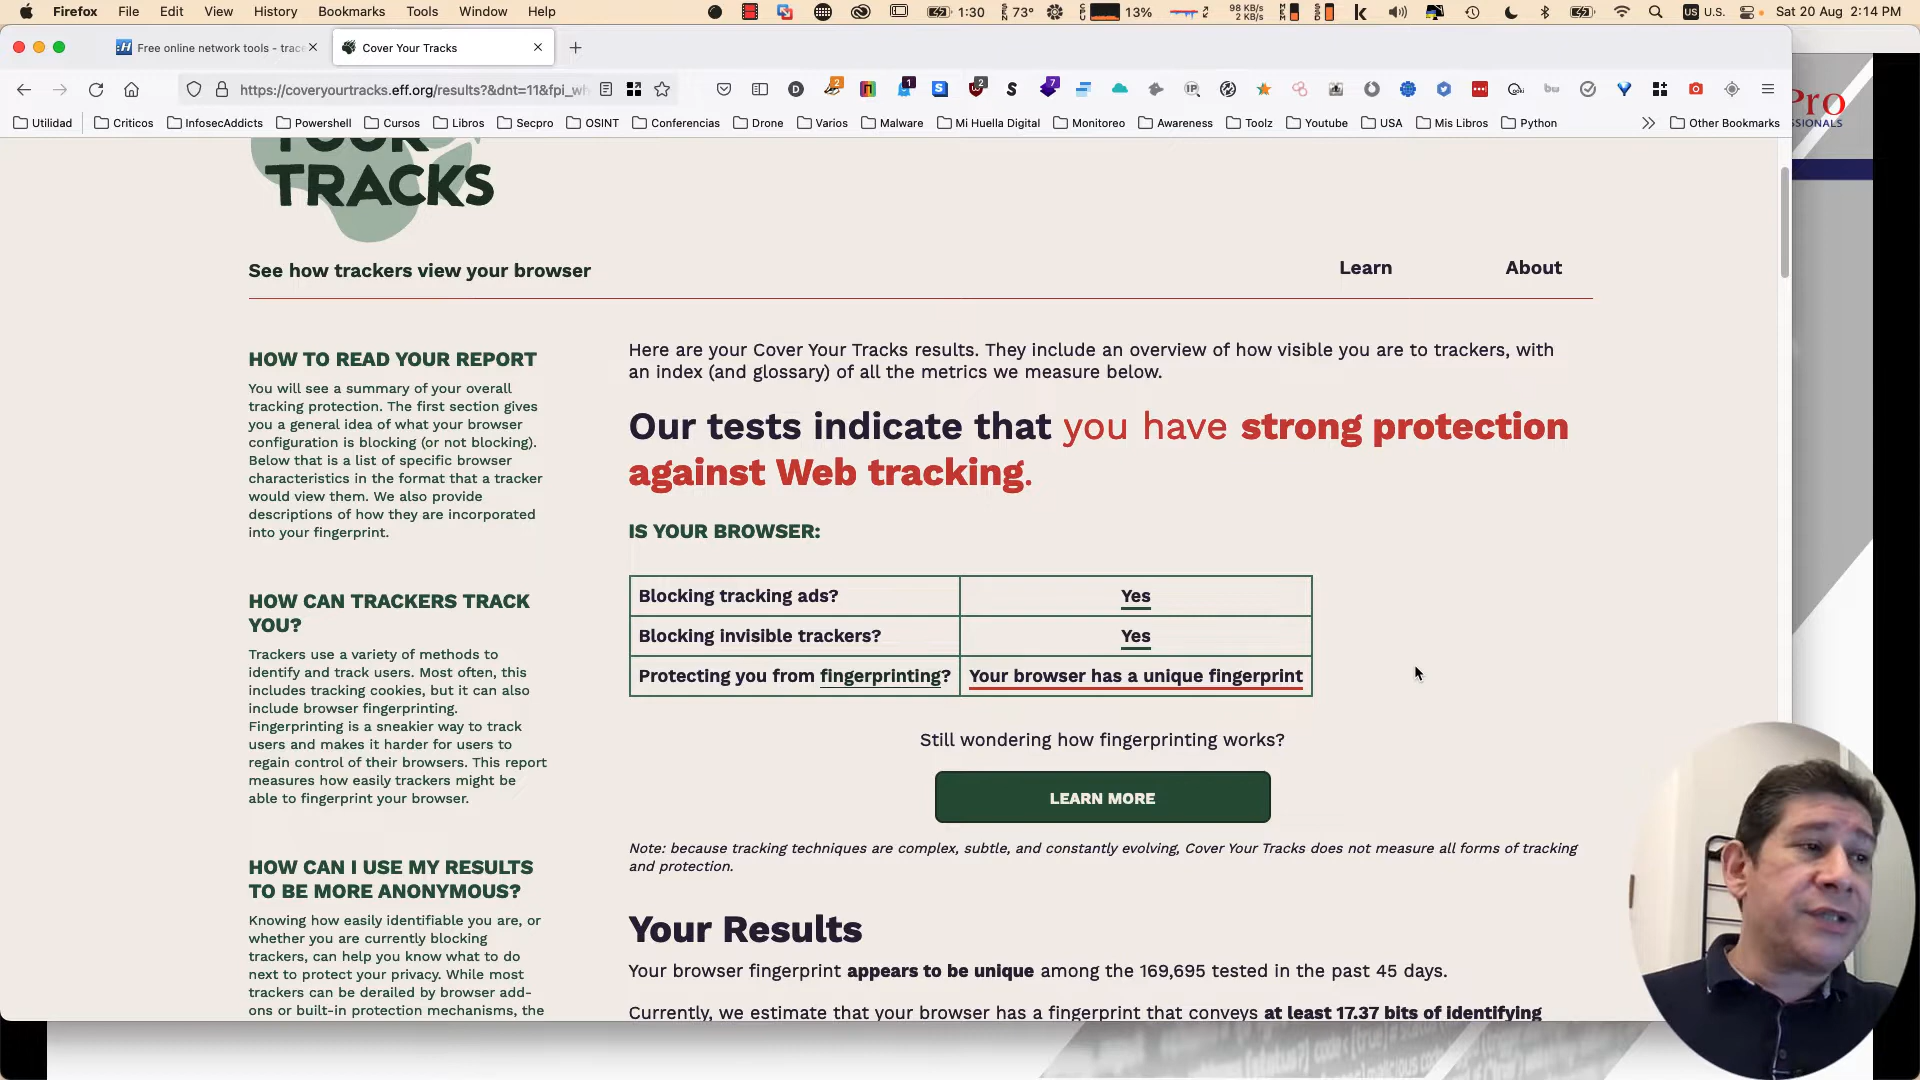 Firefox File Edit View History Bookmarks Tools Window Help 1:30 73° 13% 98 KB/s 2 KB/s U.S. Sat 20 Aug 2:14 PM
Free online network tools - trac Cover Your Tracks
https://coveryourtracks.eff.org/results?&dnt=11&fpi_wh
Utilidad Criticos InfosecAddicts Powershell Cursos Libros Secpro OSINT Conferencias Drone Varios Malware Mi Huella Digital Monitoreo Awareness Toolz Youtube USA Mis Libros Python Other Bookmarks
Pro
SSIONALS
YOUR
TRACKS
See how trackers view your browser
Learn About
HOW TO READ YOUR REPORT
You will see a summary of your overall
tracking protection. The first section gives
you a general idea of what your browser
configuration is blocking (or not blocking).
Below that is a list of specific browser
characteristics in the format that a tracker
would view them. We also provide
descriptions of how they are incorporated
into your fingerprint.
HOW CAN TRACKERS TRACK
YOU?
Trackers use a variety of methods to
identify and track users. Most often, this
includes tracking cookies, but it can also
include browser fingerprinting.
Fingerprinting is a sneakier way to track
users and makes it harder for users to
regain control of their browsers. This report
measures how easily trackers might be
able to fingerprint your browser.
HOW CAN I USE MY RESULTS
TO BE MORE ANONYMOUS?
Knowing how easily identifiable you are, or
whether you are currently blocking
trackers, can help you know what to do
next to protect your privacy. While most
trackers can be derailed by browser add-
ons or built-in protection mechanisms, the
Here are your Cover Your Tracks results. They include an overview of how visible you are to trackers, with
an index (and glossary) of all the metrics we measure below.
Our tests indicate that you have strong protection
against Web tracking.
IS YOUR BROWSER:
Blocking tracking ads? Yes
Blocking invisible trackers? Yes
Protecting you from fingerprinting? Your browser has a unique fingerprint
Still wondering how fingerprinting works?
LEARN MORE
Note: because tracking techniques are complex, subtle, and constantly evolving, Cover Your Tracks does not measure all forms of tracking
and protection.
Your Results
Your browser fingerprint appears to be unique among the 169,695 tested in the past 45 days.
Currently, we estimate that your browser has a fingerprint that conveys at least 17.37 bits of identifying